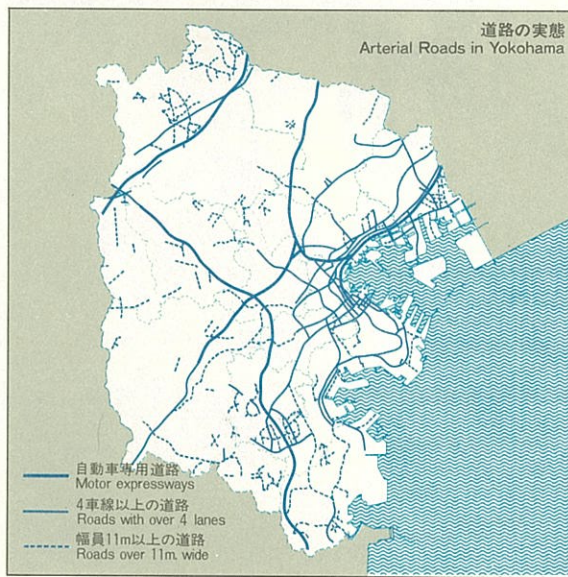 道路の実態
Arterial Roads in Yokohama
自動車専用道路
Motor expressways
4車線以上の道路
Roads with over 4 lanes
幅員11m以上の道路
Roads over 11m. wide